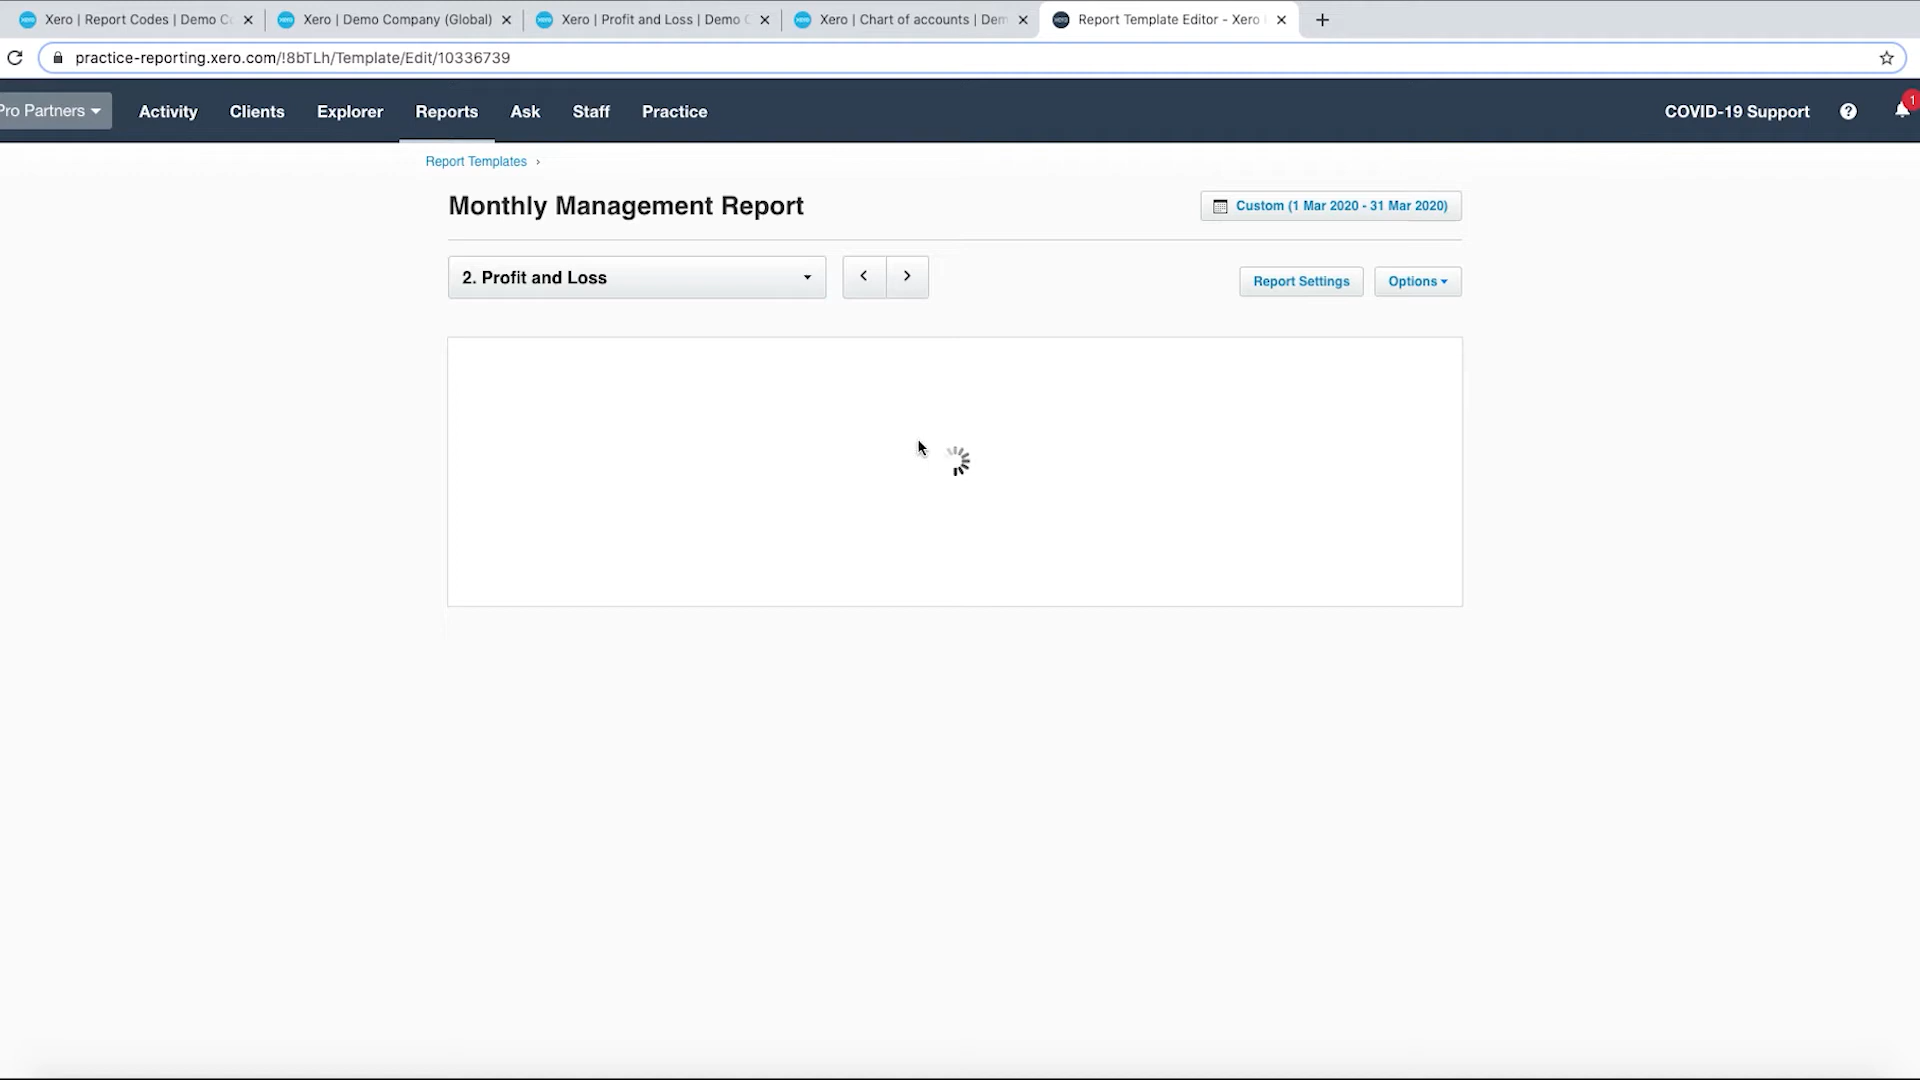 Xero | Report Codes | Demo Co
Xero | Demo Company (Global)
Xero | Profit and Loss | Demo C
Xero | Chart of accounts | Dem
Report Template Editor - Xero
practice-reporting.xero.com/!8bTLh/Template/Edit/10336739
Pro Partners
Activity
Clients
Explorer
Reports
Ask
Staff
Practice
COVID-19 Support
?
1
Report Templates ›
Monthly Management Report
Custom (1 Mar 2020 - 31 Mar 2020)
2. Profit and Loss
Report Settings
Options